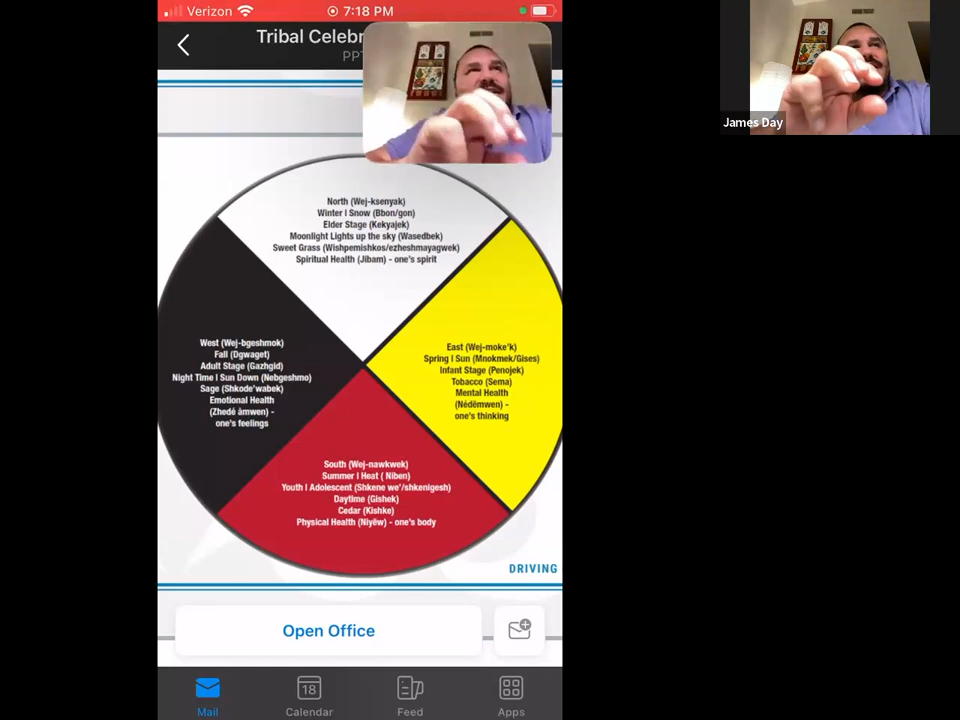 Verizon
7:18 PM
Tribal Celebr
PPT
James Day
North (Wej-ksenyak)
Winter | Snow (Bbon/gon)
Elder Stage (Kekyajek)
Moonlight Lights up the sky (Wasedbek)
Sweet Grass (Wishpemishkos/ezheshmayagwek)
Spiritual Health (Jibam) - one's spirit
West (Wej-bgeshmok)
Fall (Dgwaget)
Adult Stage (Gazhgid)
Night Time | Sun Down (Nebgeshmo)
Sage (Shkode'wabek)
Emotional Health
(Zhedé àmwen) -
one's feelings
East (Wej-moke'k)
Spring | Sun (Mnokmek/Gises)
Infant Stage (Penojek)
Tobacco (Sema)
Mental Health
(Nédëmwen) -
one's thinking
South (Wej-nawkwek)
Summer | Heat ( Niben)
Youth | Adolescent (Shkene we'/shkenigesh)
Daytime (Gishek)
Cedar (Kishke)
Physical Health (Niyëw) - one's body
DRIVING
Open Office
18
Mail
Calendar
Feed
Apps